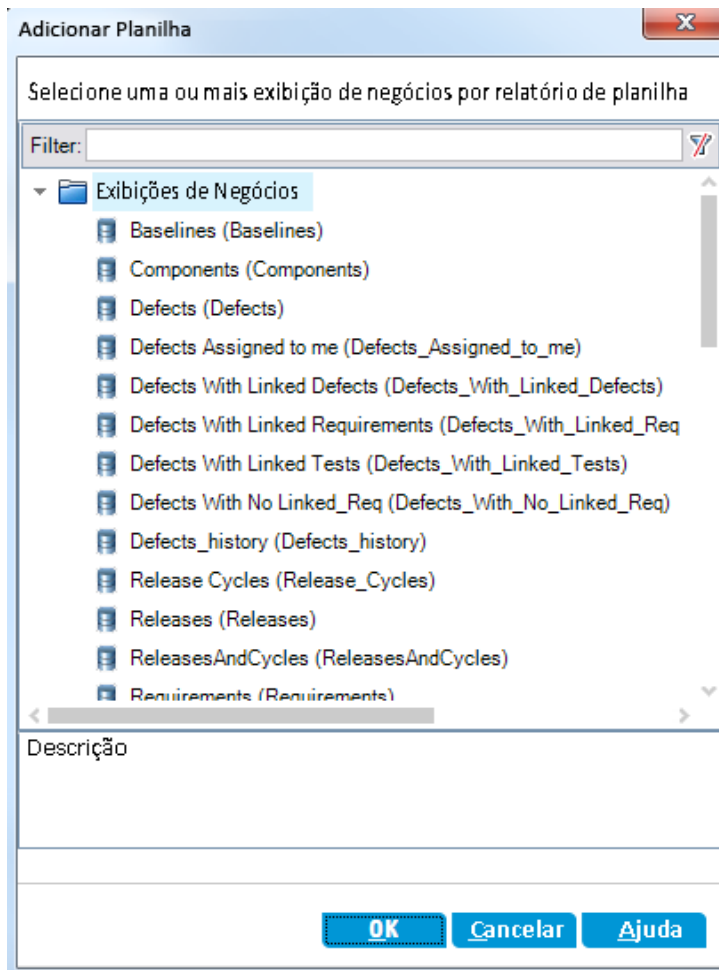 Adicionar Planilha
Selecione uma ou mais exibição de negócios por relatório de planilha
Filter:
Exibições de Negócios
Baselines (Baselines)
Components (Components)
Defects (Defects)
Defects Assigned to me (Defects_Assigned_to_me)
Defects With Linked Defects (Defects_With_Linked_Defects)
Defects With Linked Requirements (Defects_With_Linked_Req
Defects With Linked Tests (Defects_With_Linked_Tests)
Defects With No Linked_Req (Defects_With_No_Linked_Req)
Defects_history (Defects_history)
Release Cycles (Release_Cycles)
Releases (Releases)
ReleasesAndCycles (ReleasesAndCycles)
Requirements (Requirements)
Descrição
OK Cancelar Ajuda